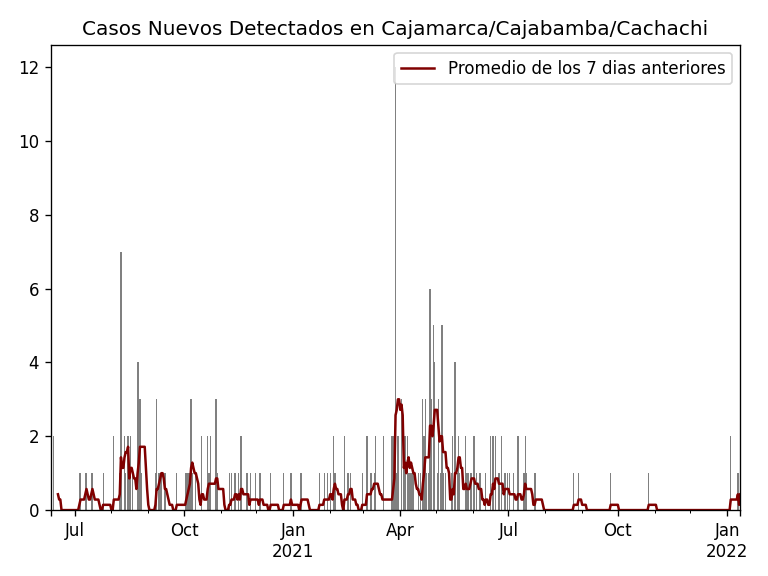 Casos Nuevos Detectados en Cajamarca/Cajabamba/Cachachi
Promedio de los 7 dias anteriores
12
10
8
6
4
2
0
Jul Oct Jan Apr Jul Oct Jan
2021 2022